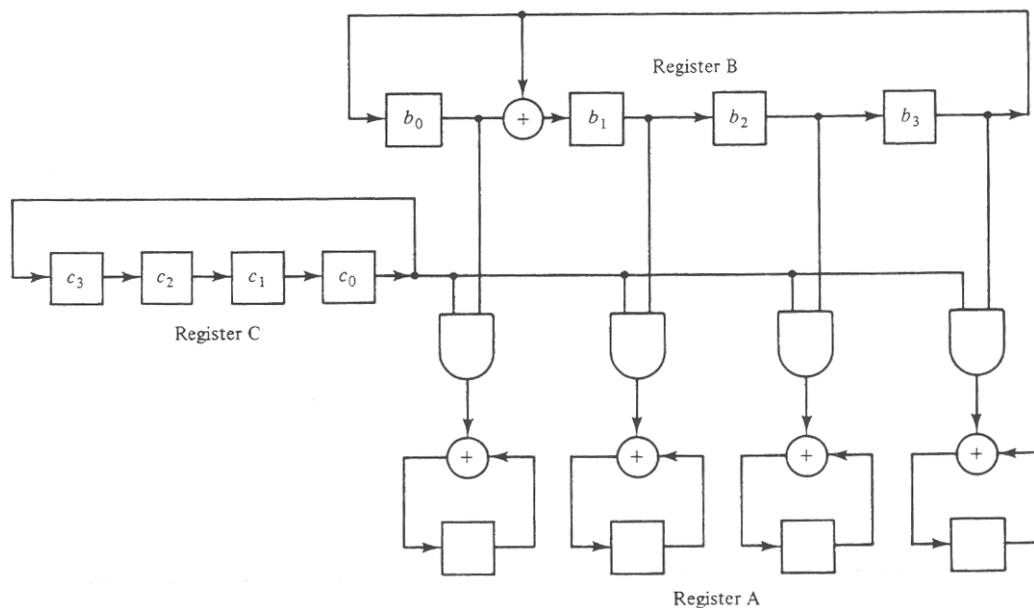 Register B
b₀ + b₁ b₂ b₃
c₃ c₂ c₁ c₀
Register C
+ + + +
Register A